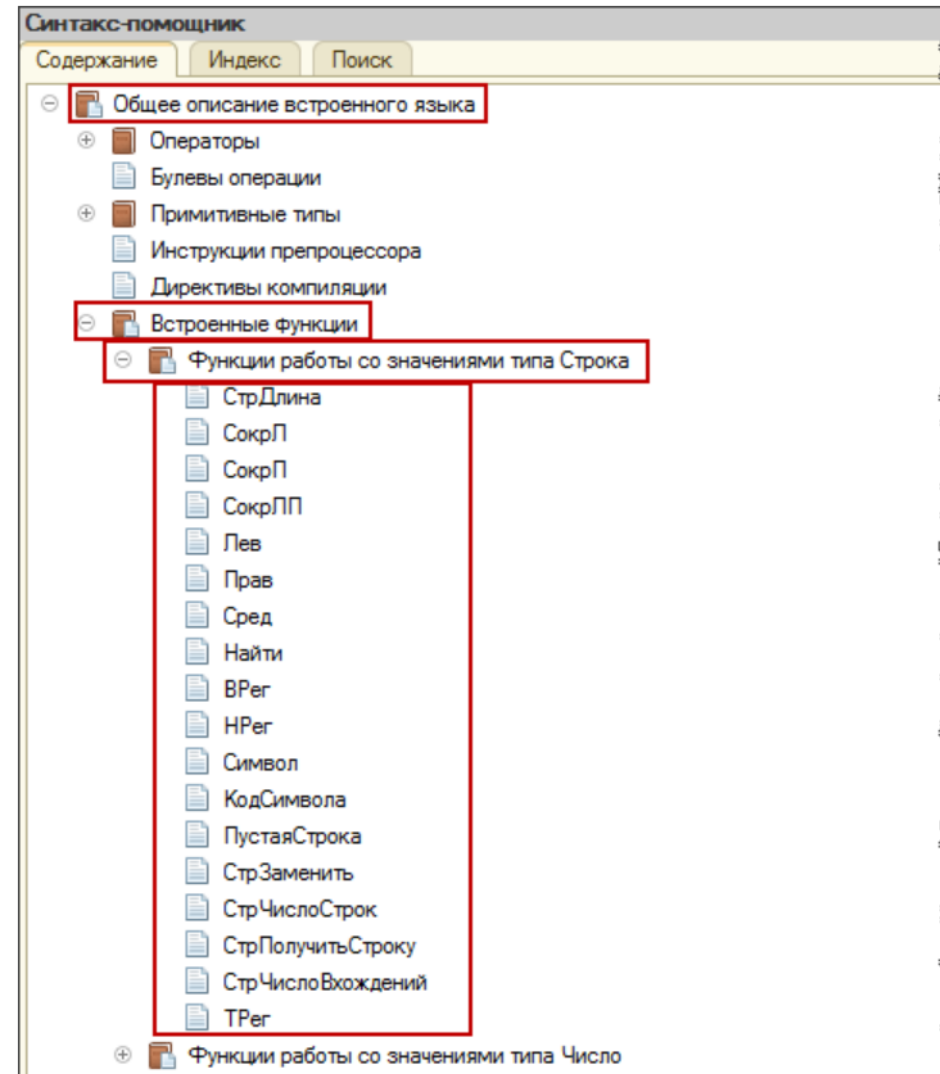 Синтакс-помощник
Содержание Индекс Поиск
Общее описание встроенного языка
Операторы
Булевы операции
Примитивные типы
Инструкции препроцессора
Директивы компиляции
Встроенные функции
Функции работы со значениями типа Строка
СтрДлина
СокрЛ
СокрП
СокрЛП
Лев
Прав
Сред
Найти
ВРег
НРег
Символ
КодСимвола
ПустаяСтрока
СтрЗаменить
СтрЧислоСтрок
СтрПолучитьСтроку
СтрЧислоВхождений
ТРег
Функции работы со значениями типа Число